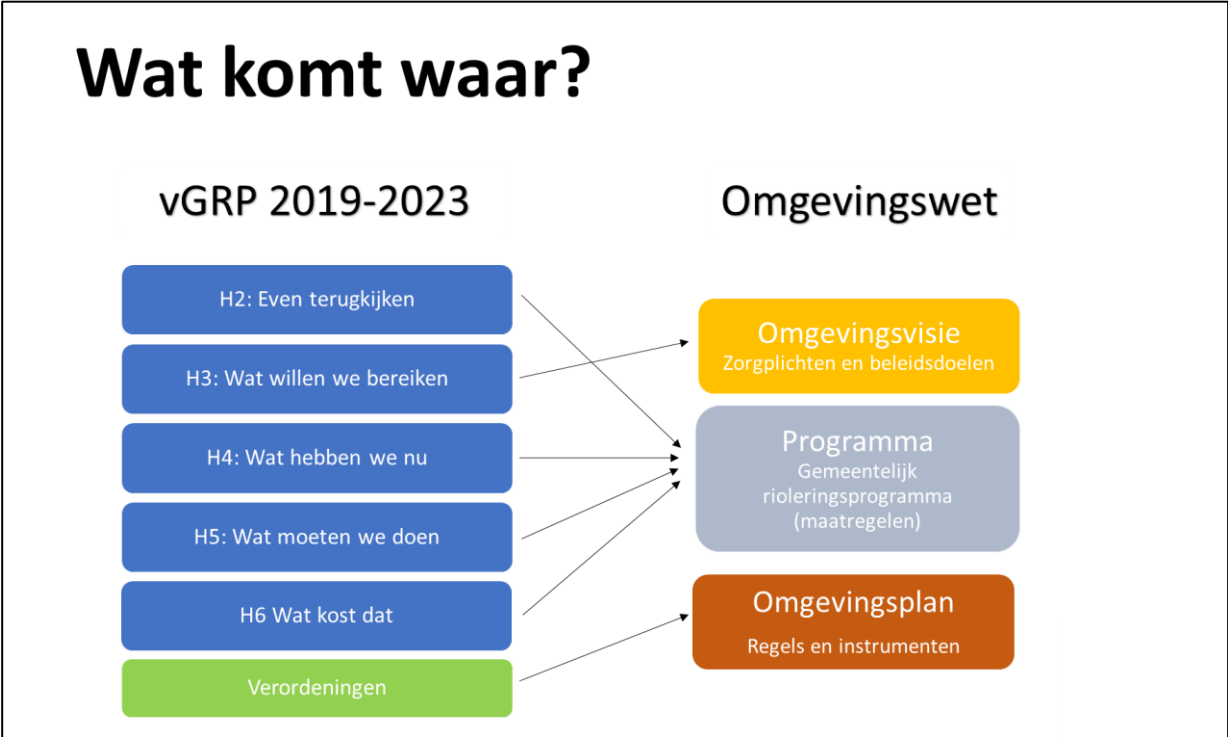 Wat komt waar?
vGRP 2019-2023
H2: Even terugkijken
H3: Wat willen we bereiken
H4: Wat hebben we nu
H5: Wat moeten we doen
H6 Wat kost dat
Verordeningen
Omgevingswet
Omgevingsvisie
Zorgplichten en beleidsdoelen
Programma
Gemeentelijk
rioleringsprogramma
(maatregelen)
Omgevingsplan
Regels en instrumenten